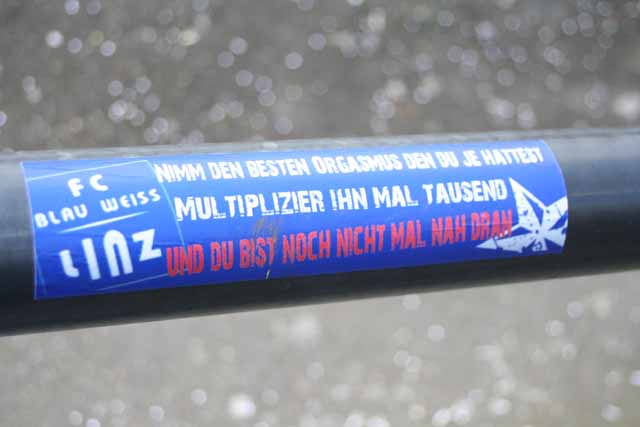 FC
BLAU WEISS
LINZ
NIMM DEN BESTEN ORGASMUS DEN DU JE HATTEST
MULTIPLIZIER IHN MAL TAUSEND
UND DU BIST NOCH NICHT MAL NAH DRAN